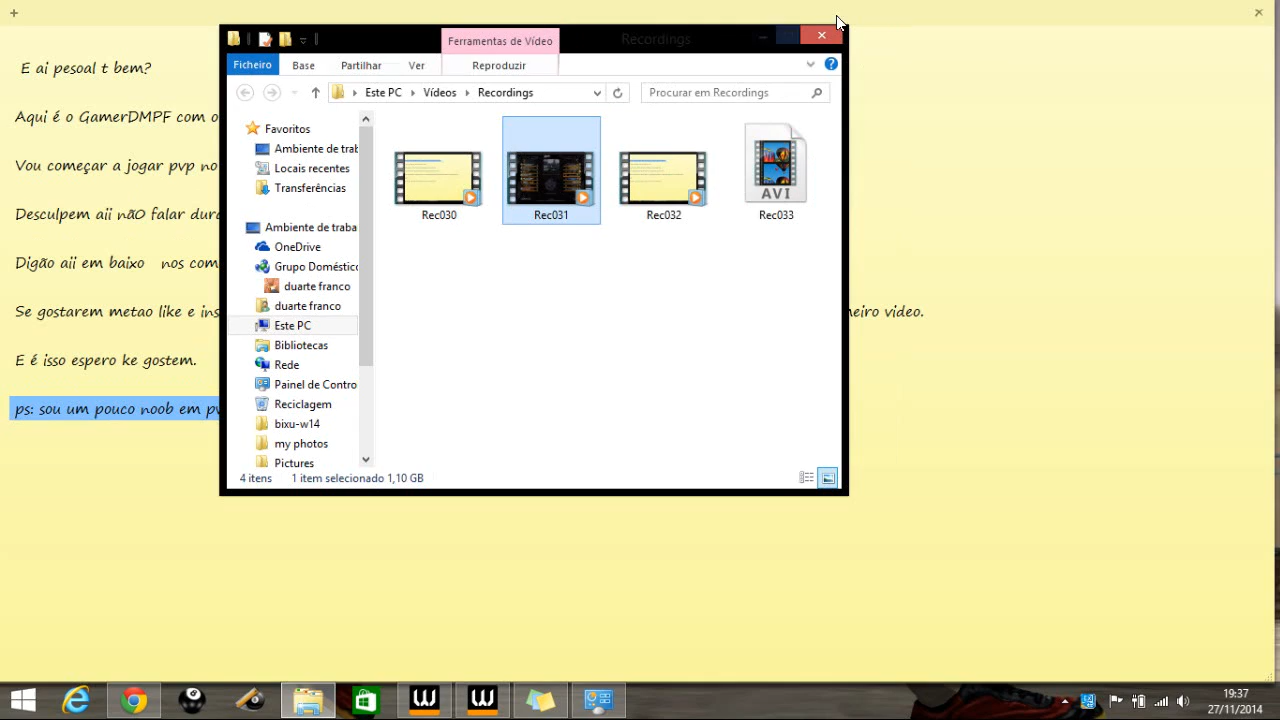 +
×
Ferramentas de Vídeo
Recordings
Ficheiro
Base
Partilhar
Ver
Reproduzir
Este PC
Vídeos
Recordings
Procurar em Recordings
E ai pesoal t bem?
Aqui é o GamerDMPF com o
Vou começar a jogar pvp no
Desculpem aii nãO falar dura
Digão aii em baixo nos com
Se gostarem metao like e ins
eiro video.
E é isso espero ke gostem.
ps: sou um pouco noob em pv
Favoritos
Ambiente de trab
Locais recentes
Transferências
Ambiente de traba
OneDrive
Grupo Doméstico
duarte franco
duarte franco
Este PC
Bibliotecas
Rede
Painel de Contro
Reciclagem
bixu-w14
my photos
Pictures
Rec030
Rec031
Rec032
AVI
Rec033
4 itens
1 item selecionado 1,10 GB
19:37
27/11/2014